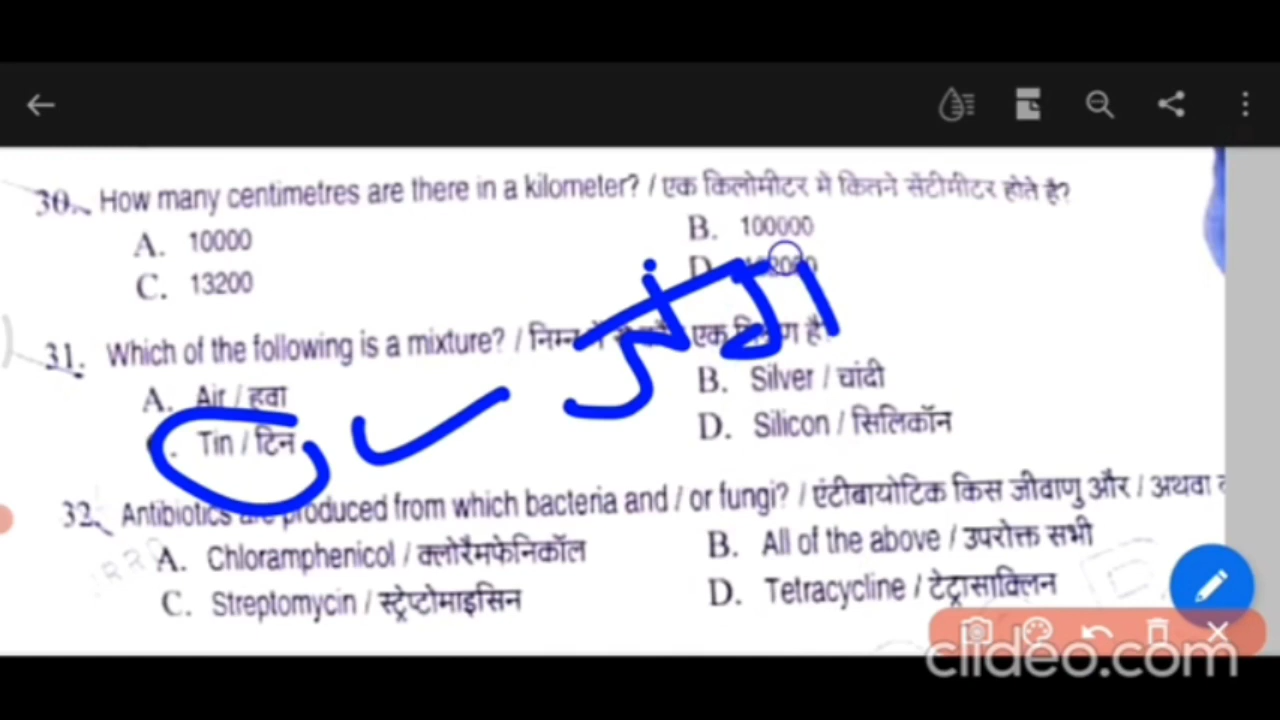 30. How many centimetres are there in a kilometer? / एक किलोमीटर में कितने सेंटीमीटर होते है?
A. 10000
B. 100000
C. 13200
D.
31. Which of the following is a mixture? / निम्न में एक है?
A. Air / हवा
B. Silver / चांदी
Tin / टिन
D. Silicon / सिलिकॉन
32. Antibiotics are produced from which bacteria and / or fungi? / एंटीबायोटिक किस जीवाणु और / अथवा
A. Chloramphenicol / क्लोरैमफेनिकॉल
B. All of the above / उपरोक्त सभी
C. Streptomycin / स्ट्रेप्टोमाइसिन
D. Tetracycline / टेट्रासाक्लिन
clideo.com